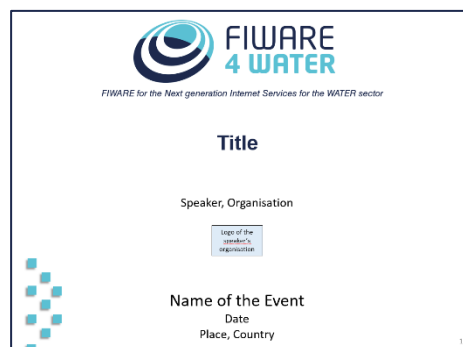 FIWARE
4 WATER
FIWARE for the Next generation Internet Services for the WATER sector
Title
Speaker, Organisation
Logo of the
speaker's
organisation
Name of the Event
Date
Place, Country
1